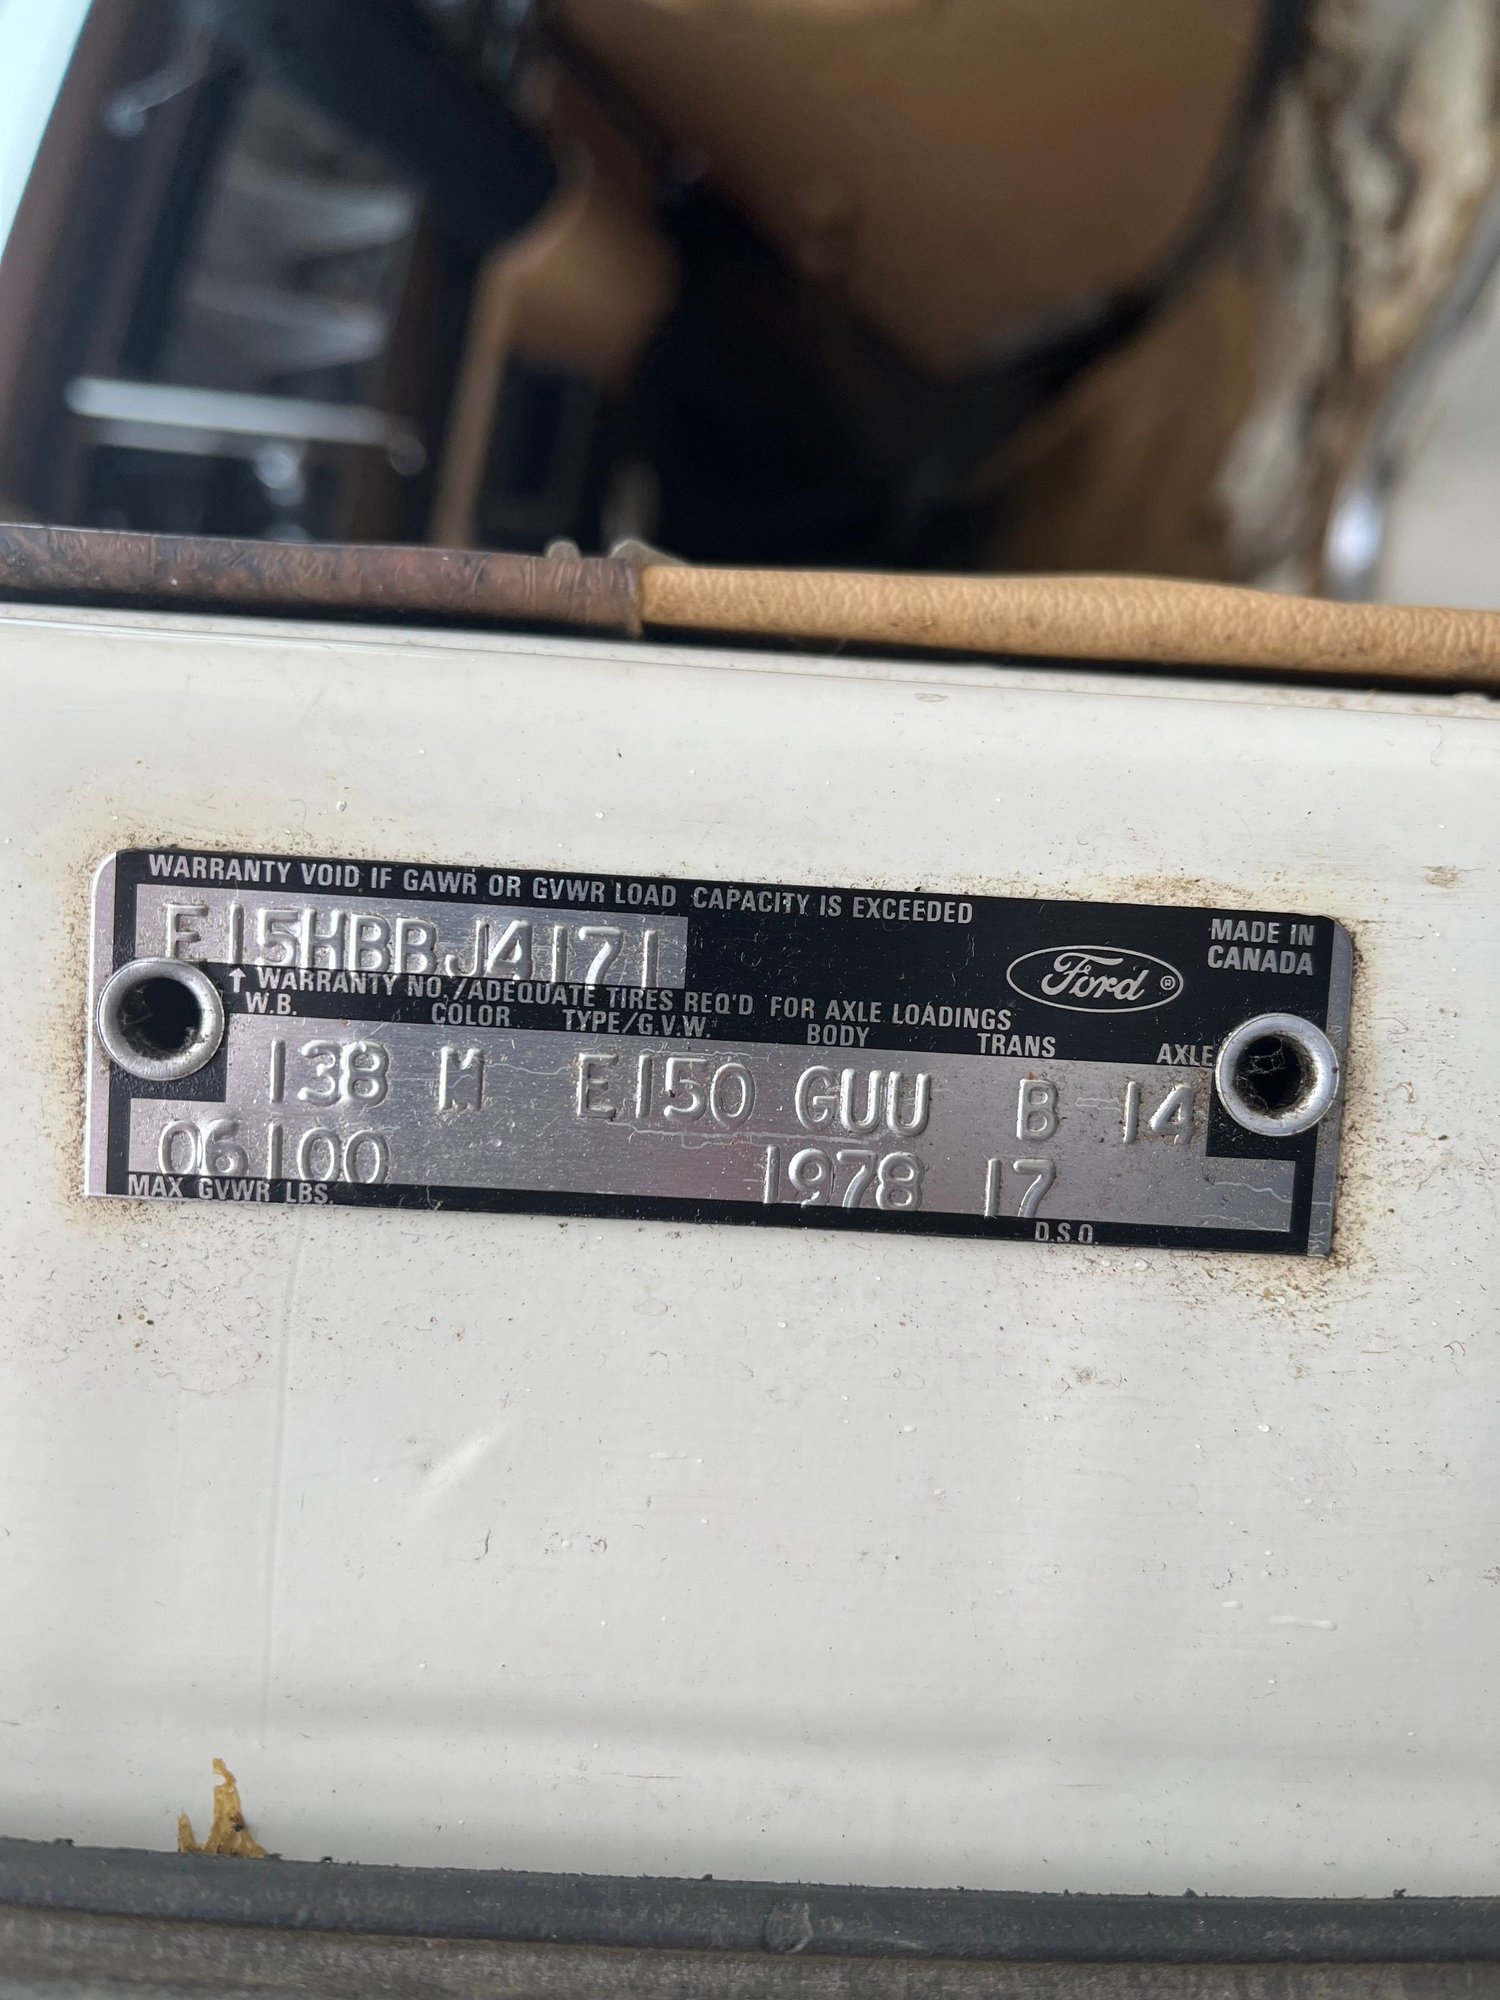 WARRANTY VOID IF GAWR OR GVWR LOAD CAPACITY IS EXCEEDED
E15HBBJ4171
MADE IN
CANADA
Ford ®
↑ WARRANTY NO./ADEQUATE TIRES REQ'D FOR AXLE LOADINGS
W.B. COLOR TYPE/G.V.W. BODY TRANS AXLE
138 M E150 GUU B 14
06100 1978 17
MAX GVWR LBS. D.S.O.